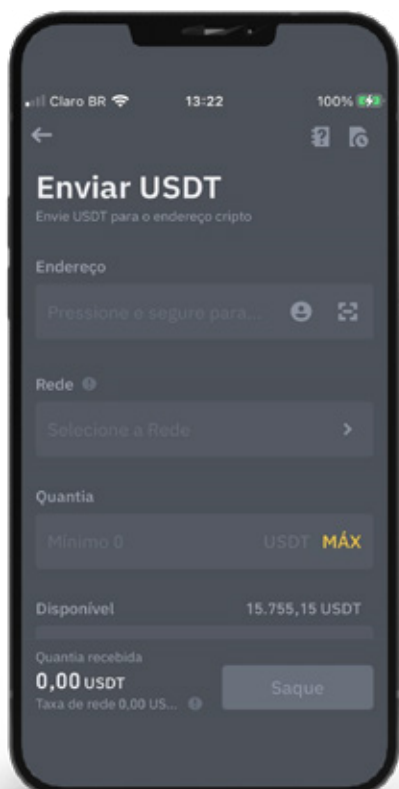 Claro BR 13:22 100%
Enviar USDT
Envie USDT para o endereço cripto
Endereço
Pressione e segure para...
Rede
Selecione a Rede
Quantia
Mínimo 0 USDT MÁX
Disponível 15.755,15 USDT
Quantia recebida
0,00 USDT Saque
Taxa de rede 0,00 US...